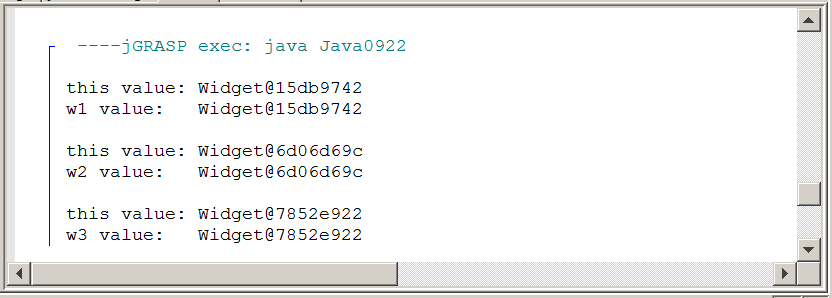 ----jGRASP exec: java Java0922
this value: Widget@15db9742
w1 value:   Widget@15db9742
this value: Widget@6d06d69c
w2 value:   Widget@6d06d69c
this value: Widget@7852e922
w3 value:   Widget@7852e922